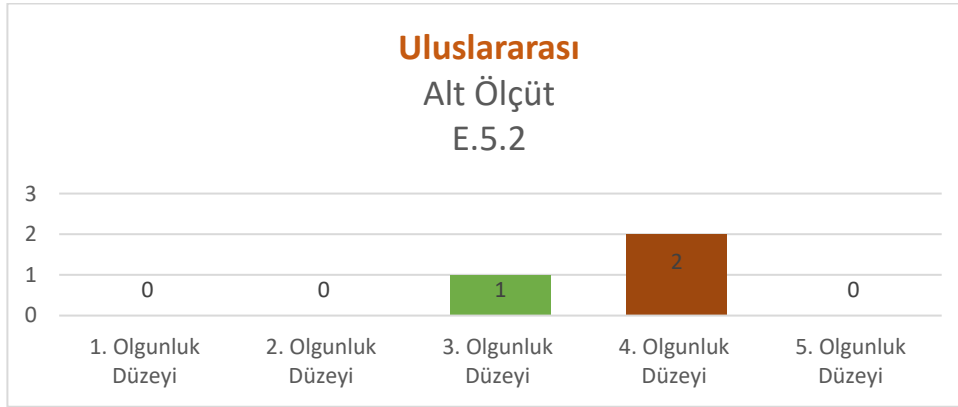 Uluslararası
Alt Ölçüt
E.5.2
3
2
1
0
0
0
1
2
0
1. Olgunluk
Düzeyi
2. Olgunluk
Düzeyi
3. Olgunluk
Düzeyi
4. Olgunluk
Düzeyi
5. Olgunluk
Düzeyi